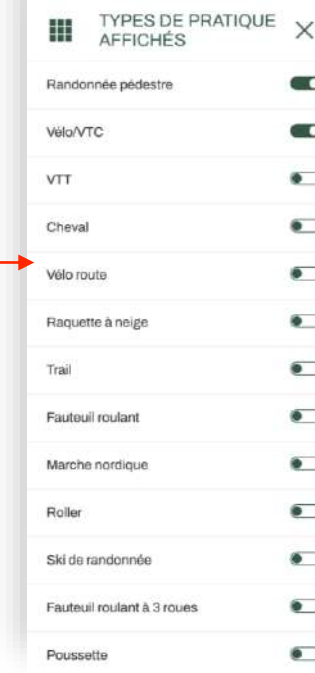 TYPES DE PRATIQUE
AFFICHÉS
Randonnée pédestre
Vélo/VTC
VTT
Cheval
Vélo route
Raquette à neige
Trail
Fauteuil roulant
Marche nordique
Roller
Ski de randonnée
Fauteuil roulant à 3 roues
Poussette